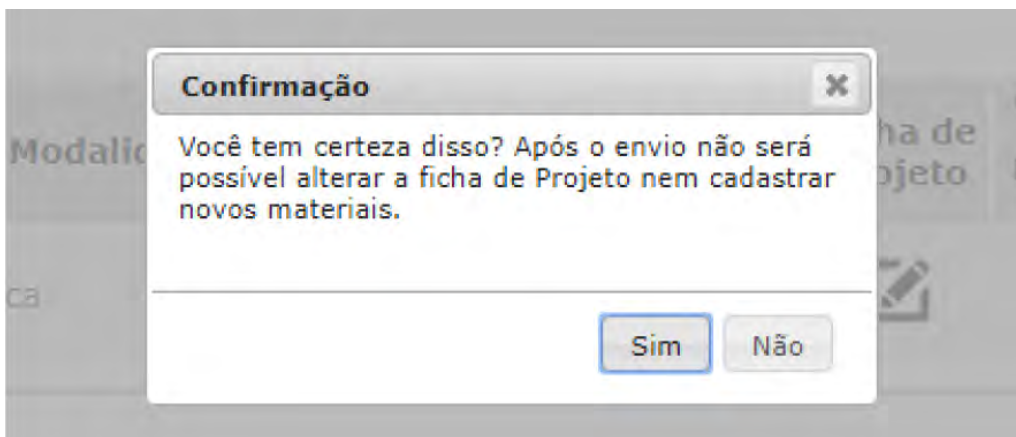 Confirmação
Você tem certeza disso? Após o envio não será
possível alterar a ficha de Projeto nem cadastrar
novos materiais.
Sim Não